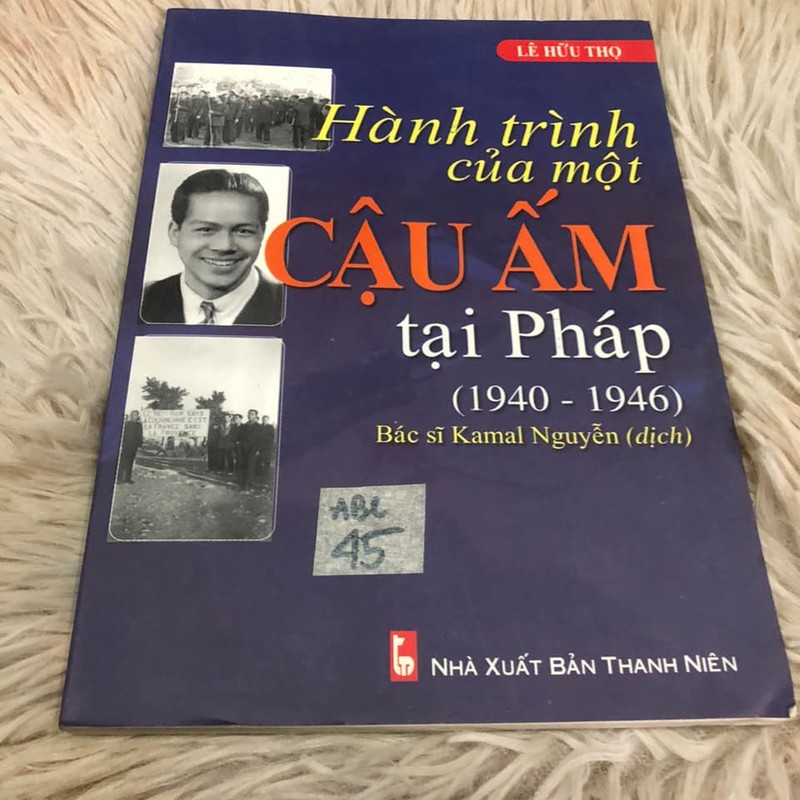 LÊ HỮU THỌ
Hành trình
của một
CẬU ẤM
tại Pháp
(1940 - 1946)
Bác sĩ Kamal Nguyễn (dịch)
ABC
45
NHÀ XUẤT BẢN THANH NIÊN